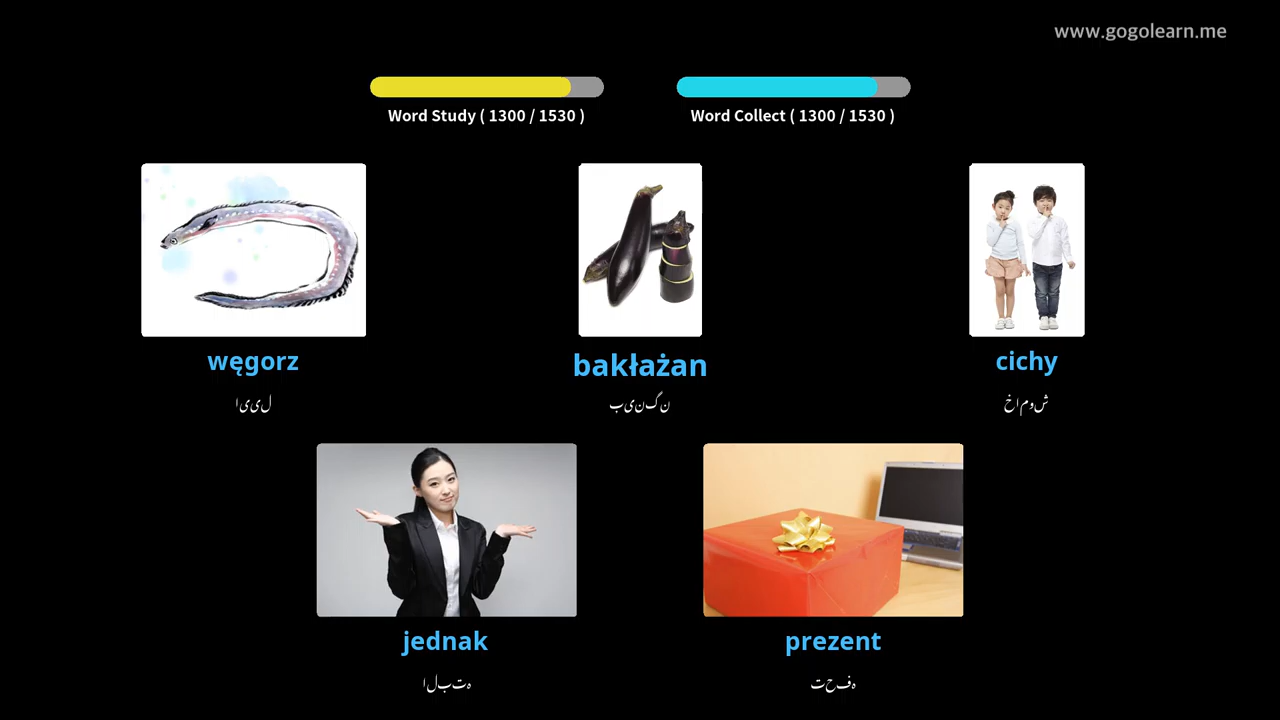 www.gogolearn.me
Word Study ( 1300 / 1530 )
Word Collect ( 1300 / 1530 )
węgorz
اییل
bakłażan
بینگن
cichy
خاموش
jednak
البتہ
prezent
تحفہ